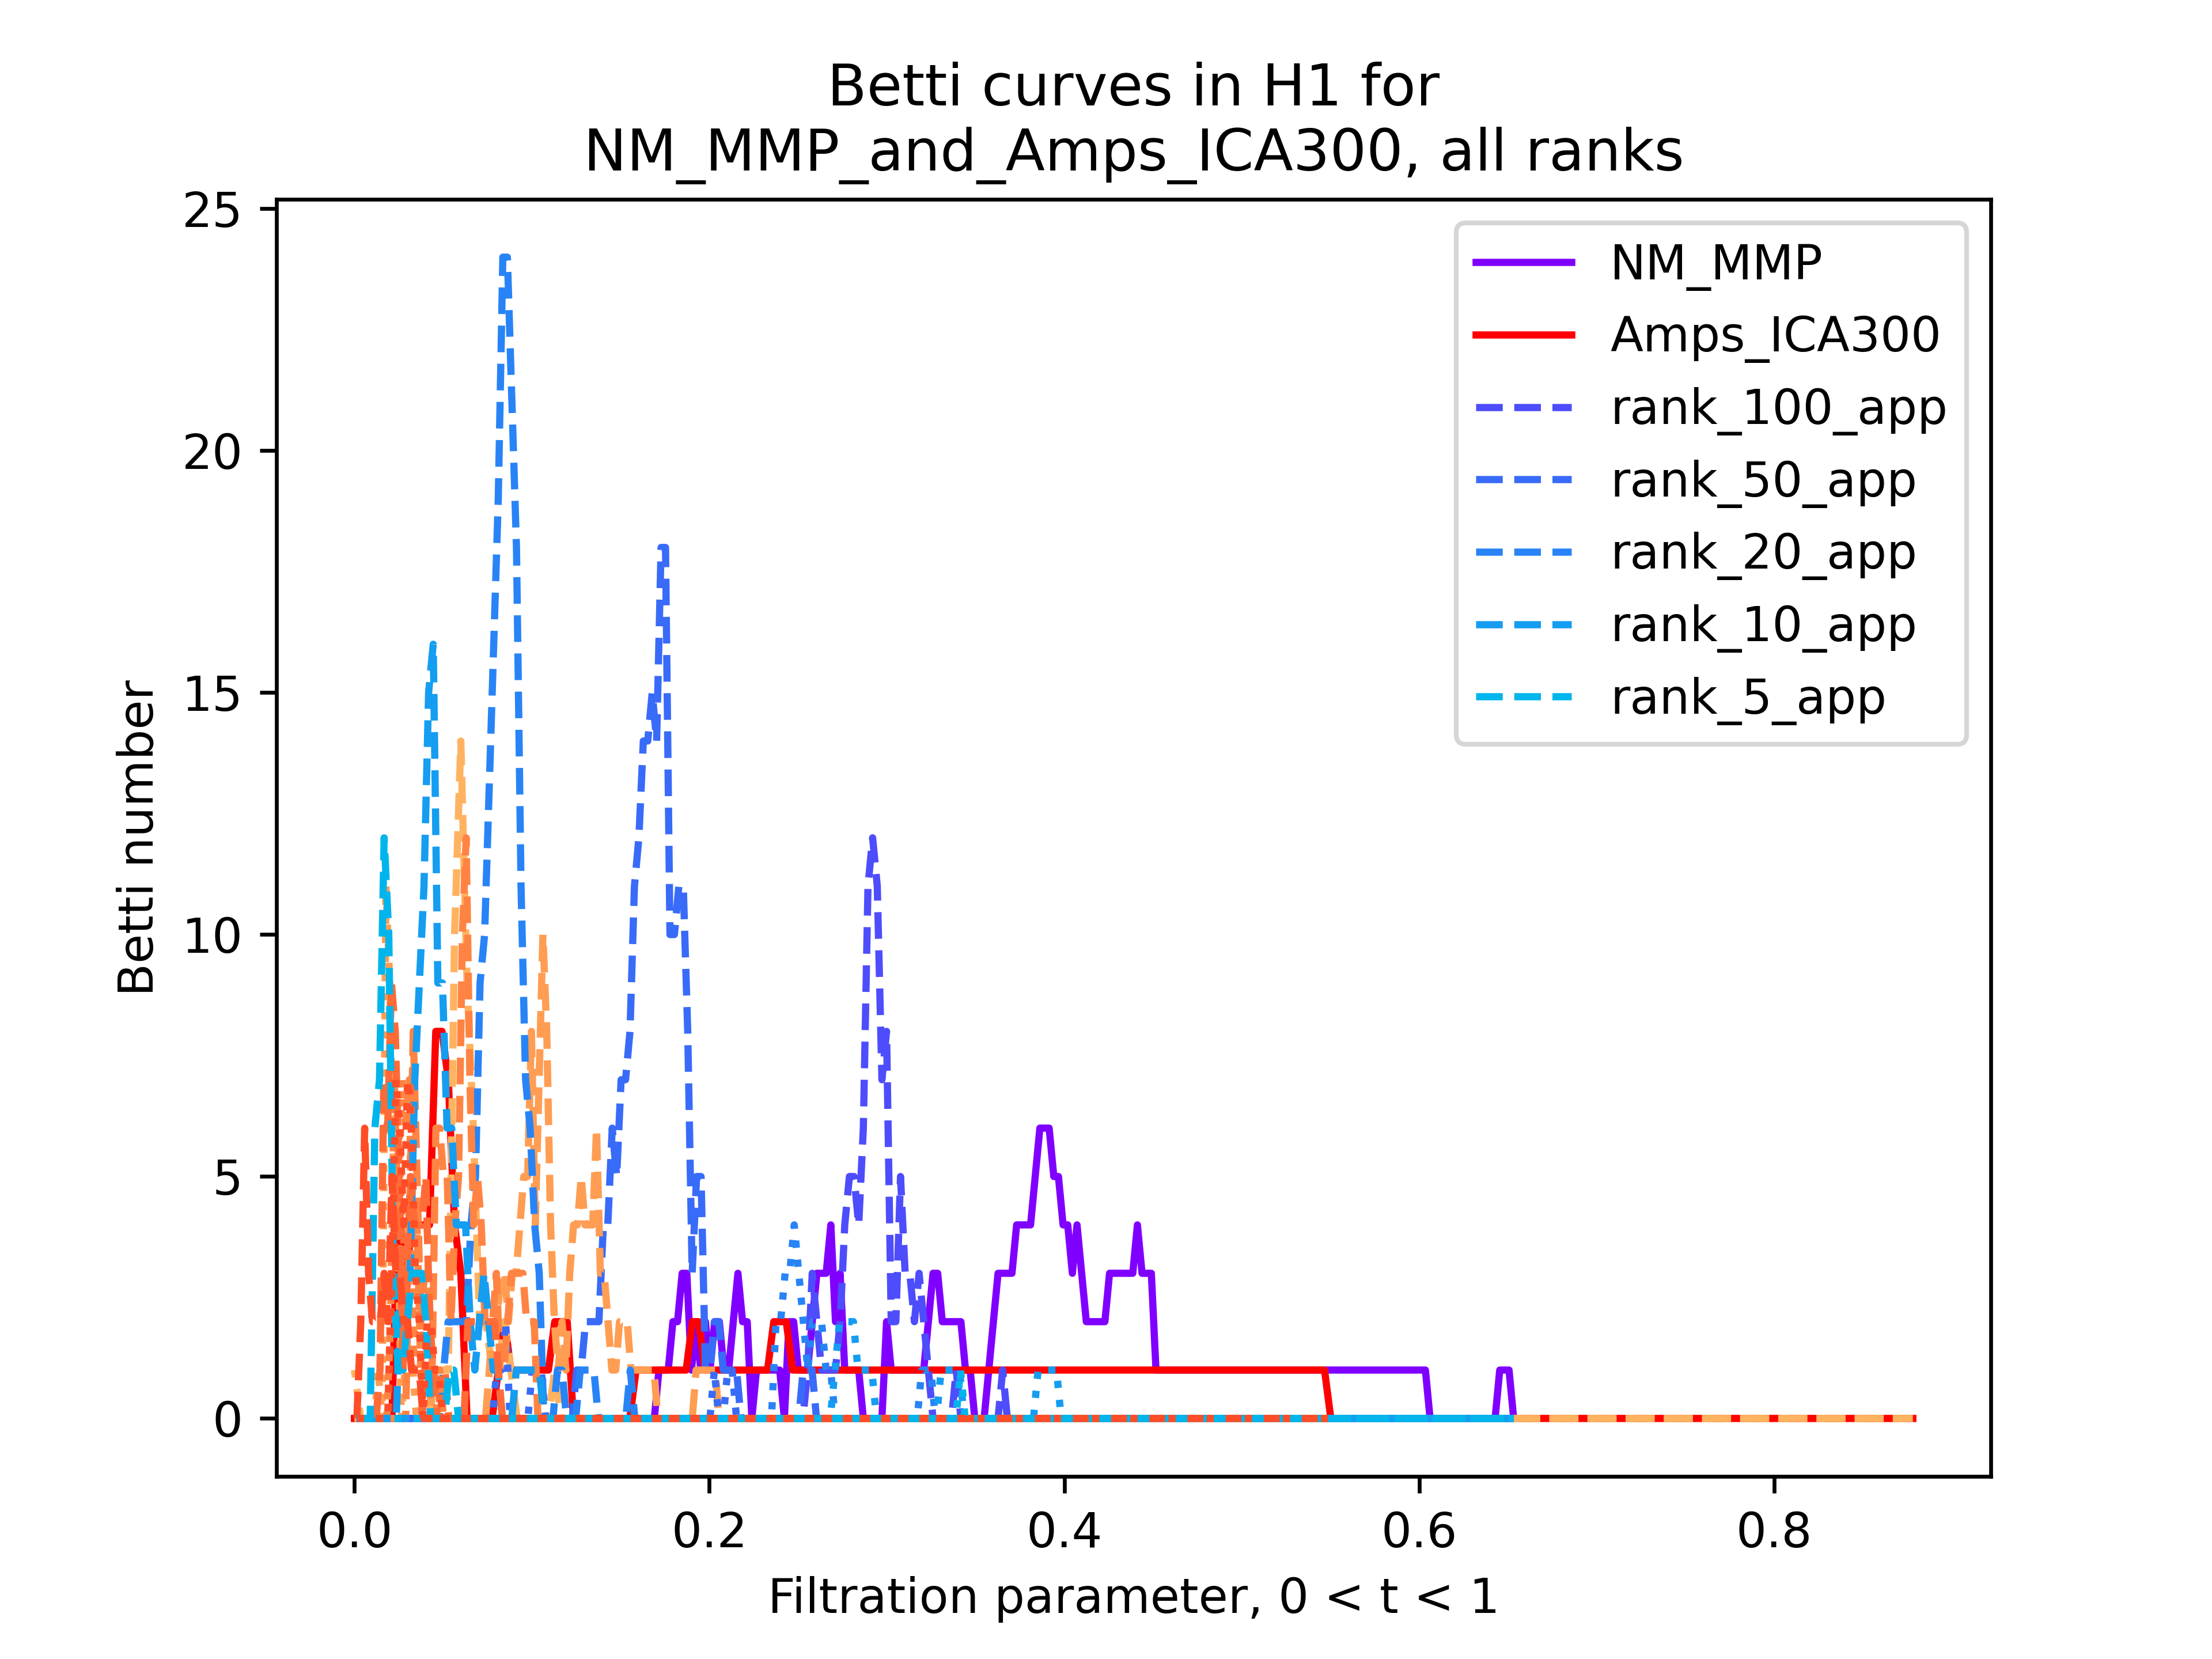 Betti curves in H1 for
NM_MMP_and_Amps_ICA300, all ranks
25
20
15
10
5
0
Betti number
NM_MMP
Amps_ICA300
rank_100_app
rank_50_app
rank_20_app
rank_10_app
rank_5_app
0.0 0.2 0.4 0.6 0.8
Filtration parameter, 0 < t < 1